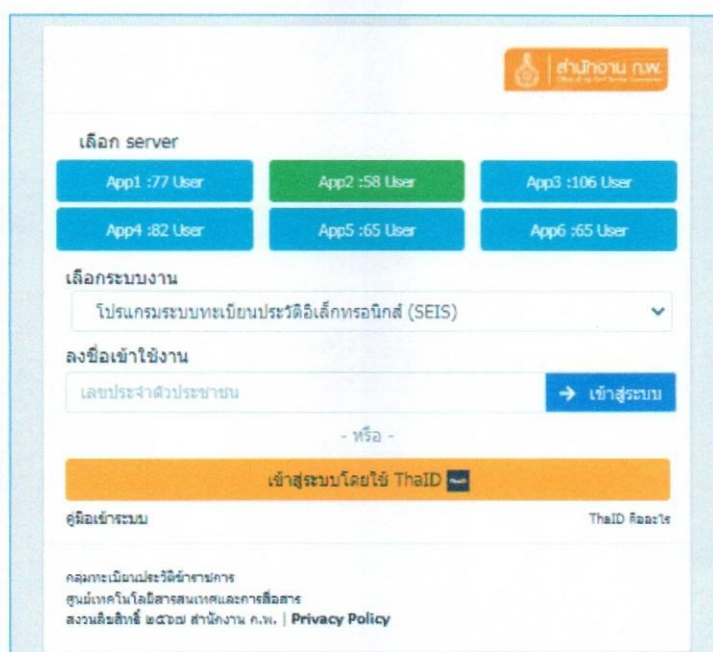 สำนักงาน ก.พ.
Office of the Civil Service Commission
เลือก server
App1 :77 User
App2 :58 User
App3 :106 User
App4 :82 User
App5 :65 User
App6 :65 User
เลือกระบบงาน
โปรแกรมระบบทะเบียนประวัติอิเล็กทรอนิกส์ (SEIS)
ลงชื่อเข้าใช้งาน
เลขประจำตัวประชาชน
เข้าสู่ระบบ
- หรือ -
เข้าสู่ระบบโดยใช้ ThaID
คู่มือเข้าระบบ
ThaID คืออะไร
กลุ่มทะเบียนประวัติข้าราชการ
ศูนย์เทคโนโลยีสารสนเทศและการสื่อสาร
สงวนลิขสิทธิ์ ๒๕๖๗ สำนักงาน ก.พ. | Privacy Policy